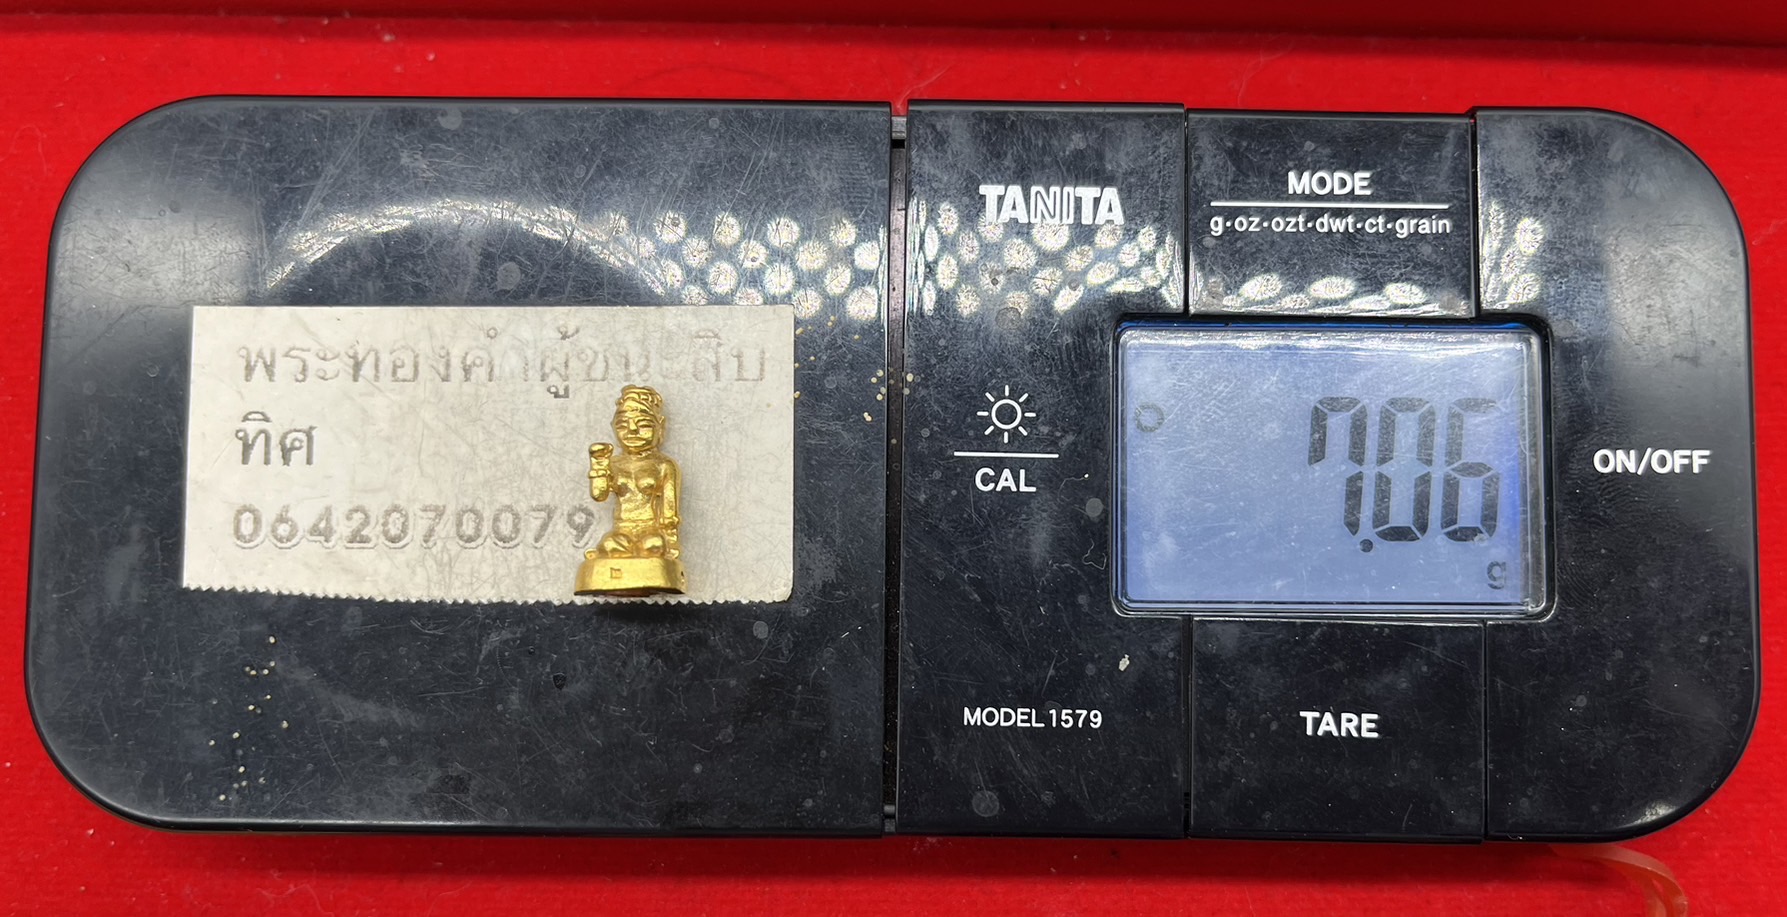 พระทองคำผู้ชนะสิบ
ทิศ
0642070079
TANITA
MODE
g·oz·ozt·dwt·ct·grain
CAL
7.06
g
ON/OFF
MODEL 1579
TARE